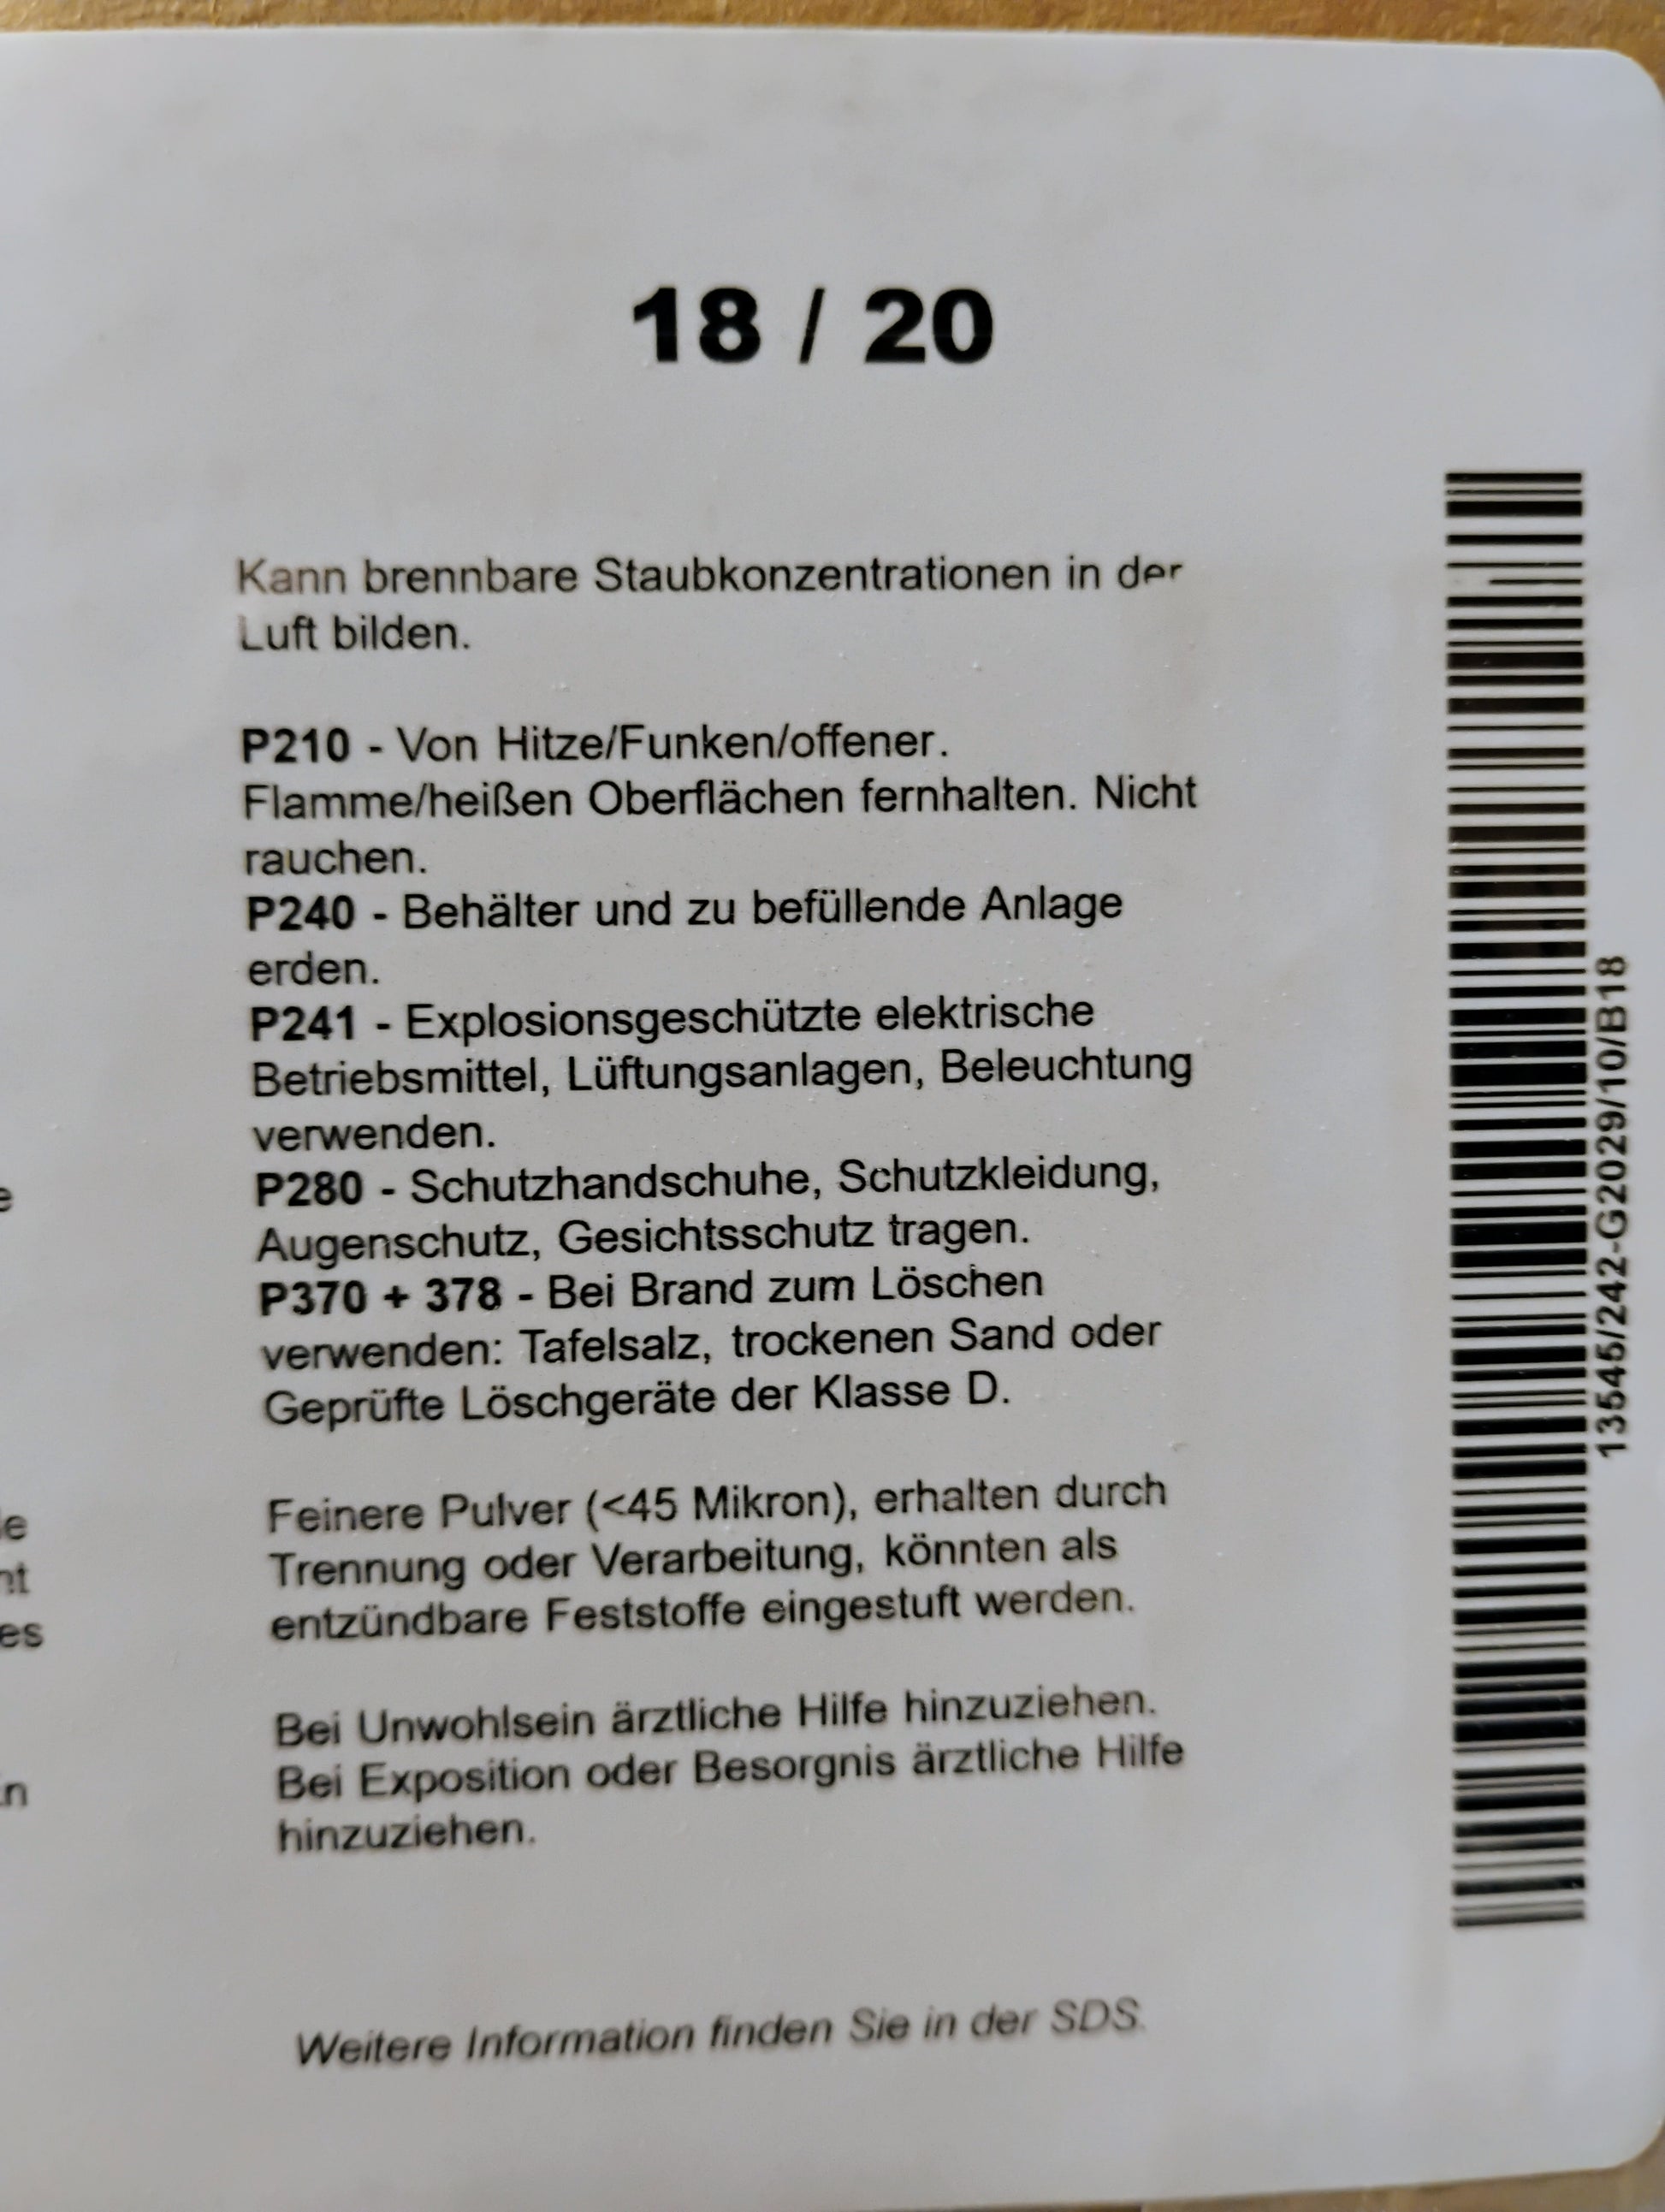 18 / 20
Kann brennbare Staubkonzentrationen in der
Luft bilden.
P210 - Von Hitze/Funken/offener.
Flamme/heißen Oberflächen fernhalten. Nicht
rauchen.
P240 - Behälter und zu befüllende Anlage
erden.
P241 - Explosionsgeschützte elektrische
Betriebsmittel, Lüftungsanlagen, Beleuchtung
verwenden.
P280 - Schutzhandschuhe, Schutzkleidung,
Augenschutz, Gesichtsschutz tragen.
P370 + 378 - Bei Brand zum Löschen
verwenden: Tafelsalz, trockenen Sand oder
Geprüfte Löschgeräte der Klasse D.
Feinere Pulver (<45 Mikron), erhalten durch
Trennung oder Verarbeitung, könnten als
entzündbare Feststoffe eingestuft werden.
Bei Unwohlsein ärztliche Hilfe hinzuziehen.
Bei Exposition oder Besorgnis ärztliche Hilfe
hinzuziehen.
Weitere Information finden Sie in der SDS.
13545/242-G2029/10/B18